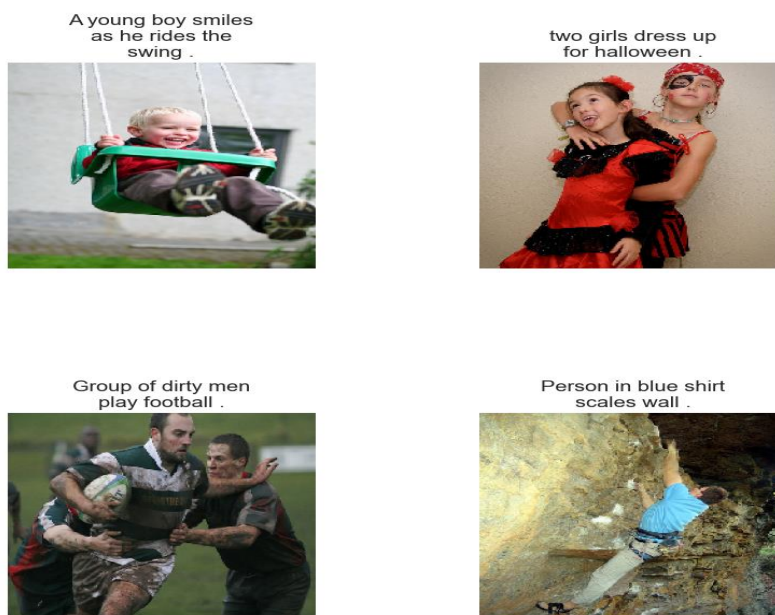 A young boy smiles
as he rides the
swing .
two girls dress up
for halloween .
Group of dirty men
play football .
Person in blue shirt
scales wall .